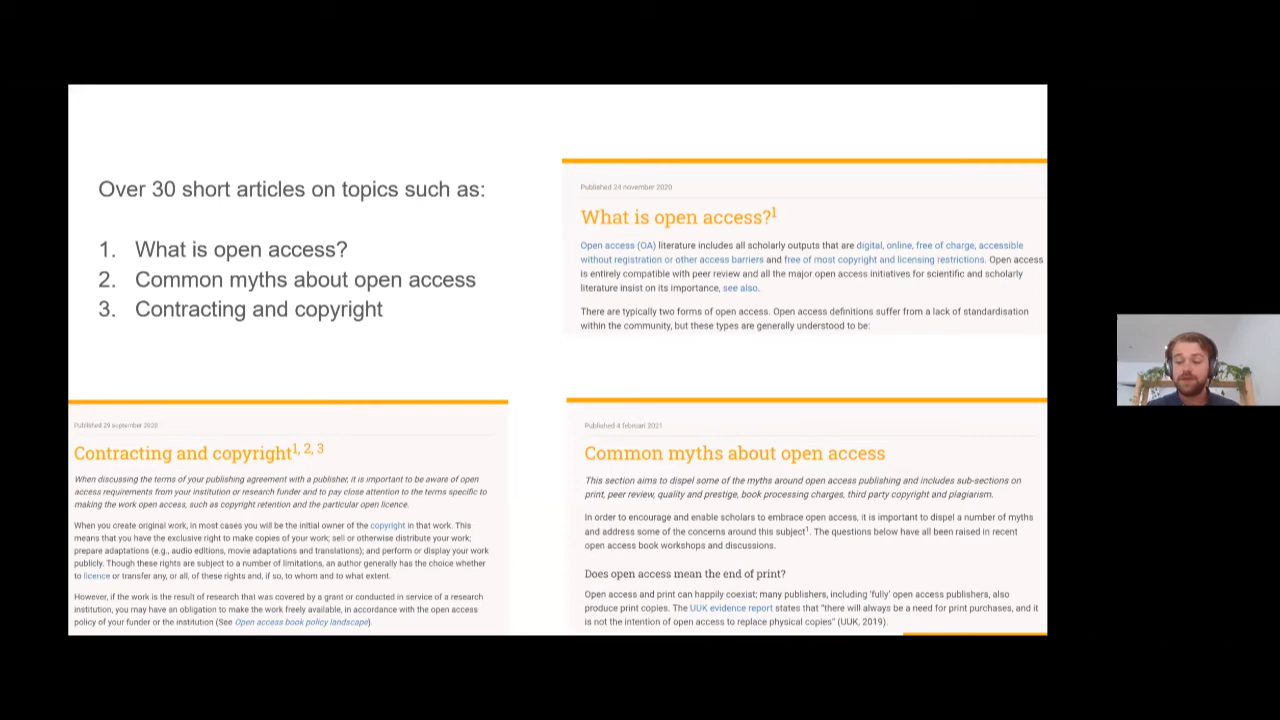 Over 30 short articles on topics such as:
1. What is open access?
2. Common myths about open access
3. Contracting and copyright
Published 24 november 2020
What is open access?1
Open access (OA) literature includes all scholarly outputs that are digital, online, free of charge, accessible
without registration or other access barriers and free of most copyright and licensing restrictions. Open access
is entirely compatible with peer review and all the major open access initiatives for scientific and scholarly
literature insist on its importance, see also.
There are typically two forms of open access. Open access definitions suffer from a lack of standardisation
within the community, but these types are generally understood to be:
Published 29 september 2020
Contracting and copyright1, 2, 3
When discussing the terms of your publishing agreement with a publisher, it is important to be aware of open
access requirements from your institution or research funder and to pay close attention to the terms specific to
making the work open access, such as copyright retention and the particular open licence.
When you create original work, in most cases you will be the initial owner of the copyright in that work. This
means that you have the exclusive right to make copies of your work; sell or otherwise distribute your work;
prepare adaptations (e.g., audio editions, movie adaptations and translations); and perform or display your work
publicly. Though these rights are subject to a number of limitations, an author generally has the choice whether
to licence or transfer any, or all, of these rights and, if so, to whom and to what extent.
However, if the work is the result of research that was covered by a grant or conducted in service of a research
institution, you may have an obligation to make the work freely available, in accordance with the open access
policy of your funder or the institution (See Open access book policy landscape).
Published 4 februari 2021
Common myths about open access
This section aims to dispel some of the myths around open access publishing and includes sub-sections on
print, peer review, quality and prestige, book processing charges, third party copyright and plagiarism.
In order to encourage and enable scholars to embrace open access, it is important to dispel a number of myths
and address some of the concerns around this subject1. The questions below have all been raised in recent
open access book workshops and discussions.
Does open access mean the end of print?
Open access and print can happily coexist; many publishers, including 'fully' open access publishers, also
produce print copies. The UUK evidence report states that "there will always be a need for print purchases, and it
is not the intention of open access to replace physical copies" (UUK, 2019).